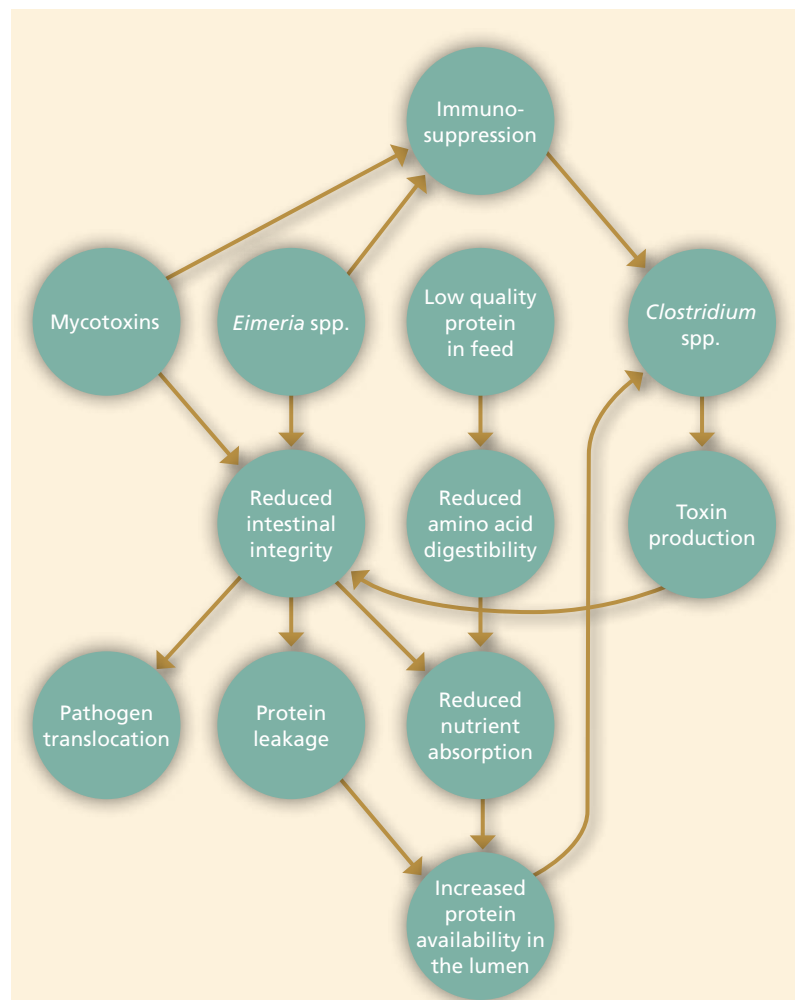 Immuno-
suppression
Mycotoxins
Eimeria spp.
Low quality
protein
in feed
Clostridium
spp.
Reduced
intestinal
integrity
Reduced
amino acid
digestibility
Toxin
production
Pathogen
translocation
Protein
leakage
Reduced
nutrient
absorption
Increased
protein
availability in
the lumen